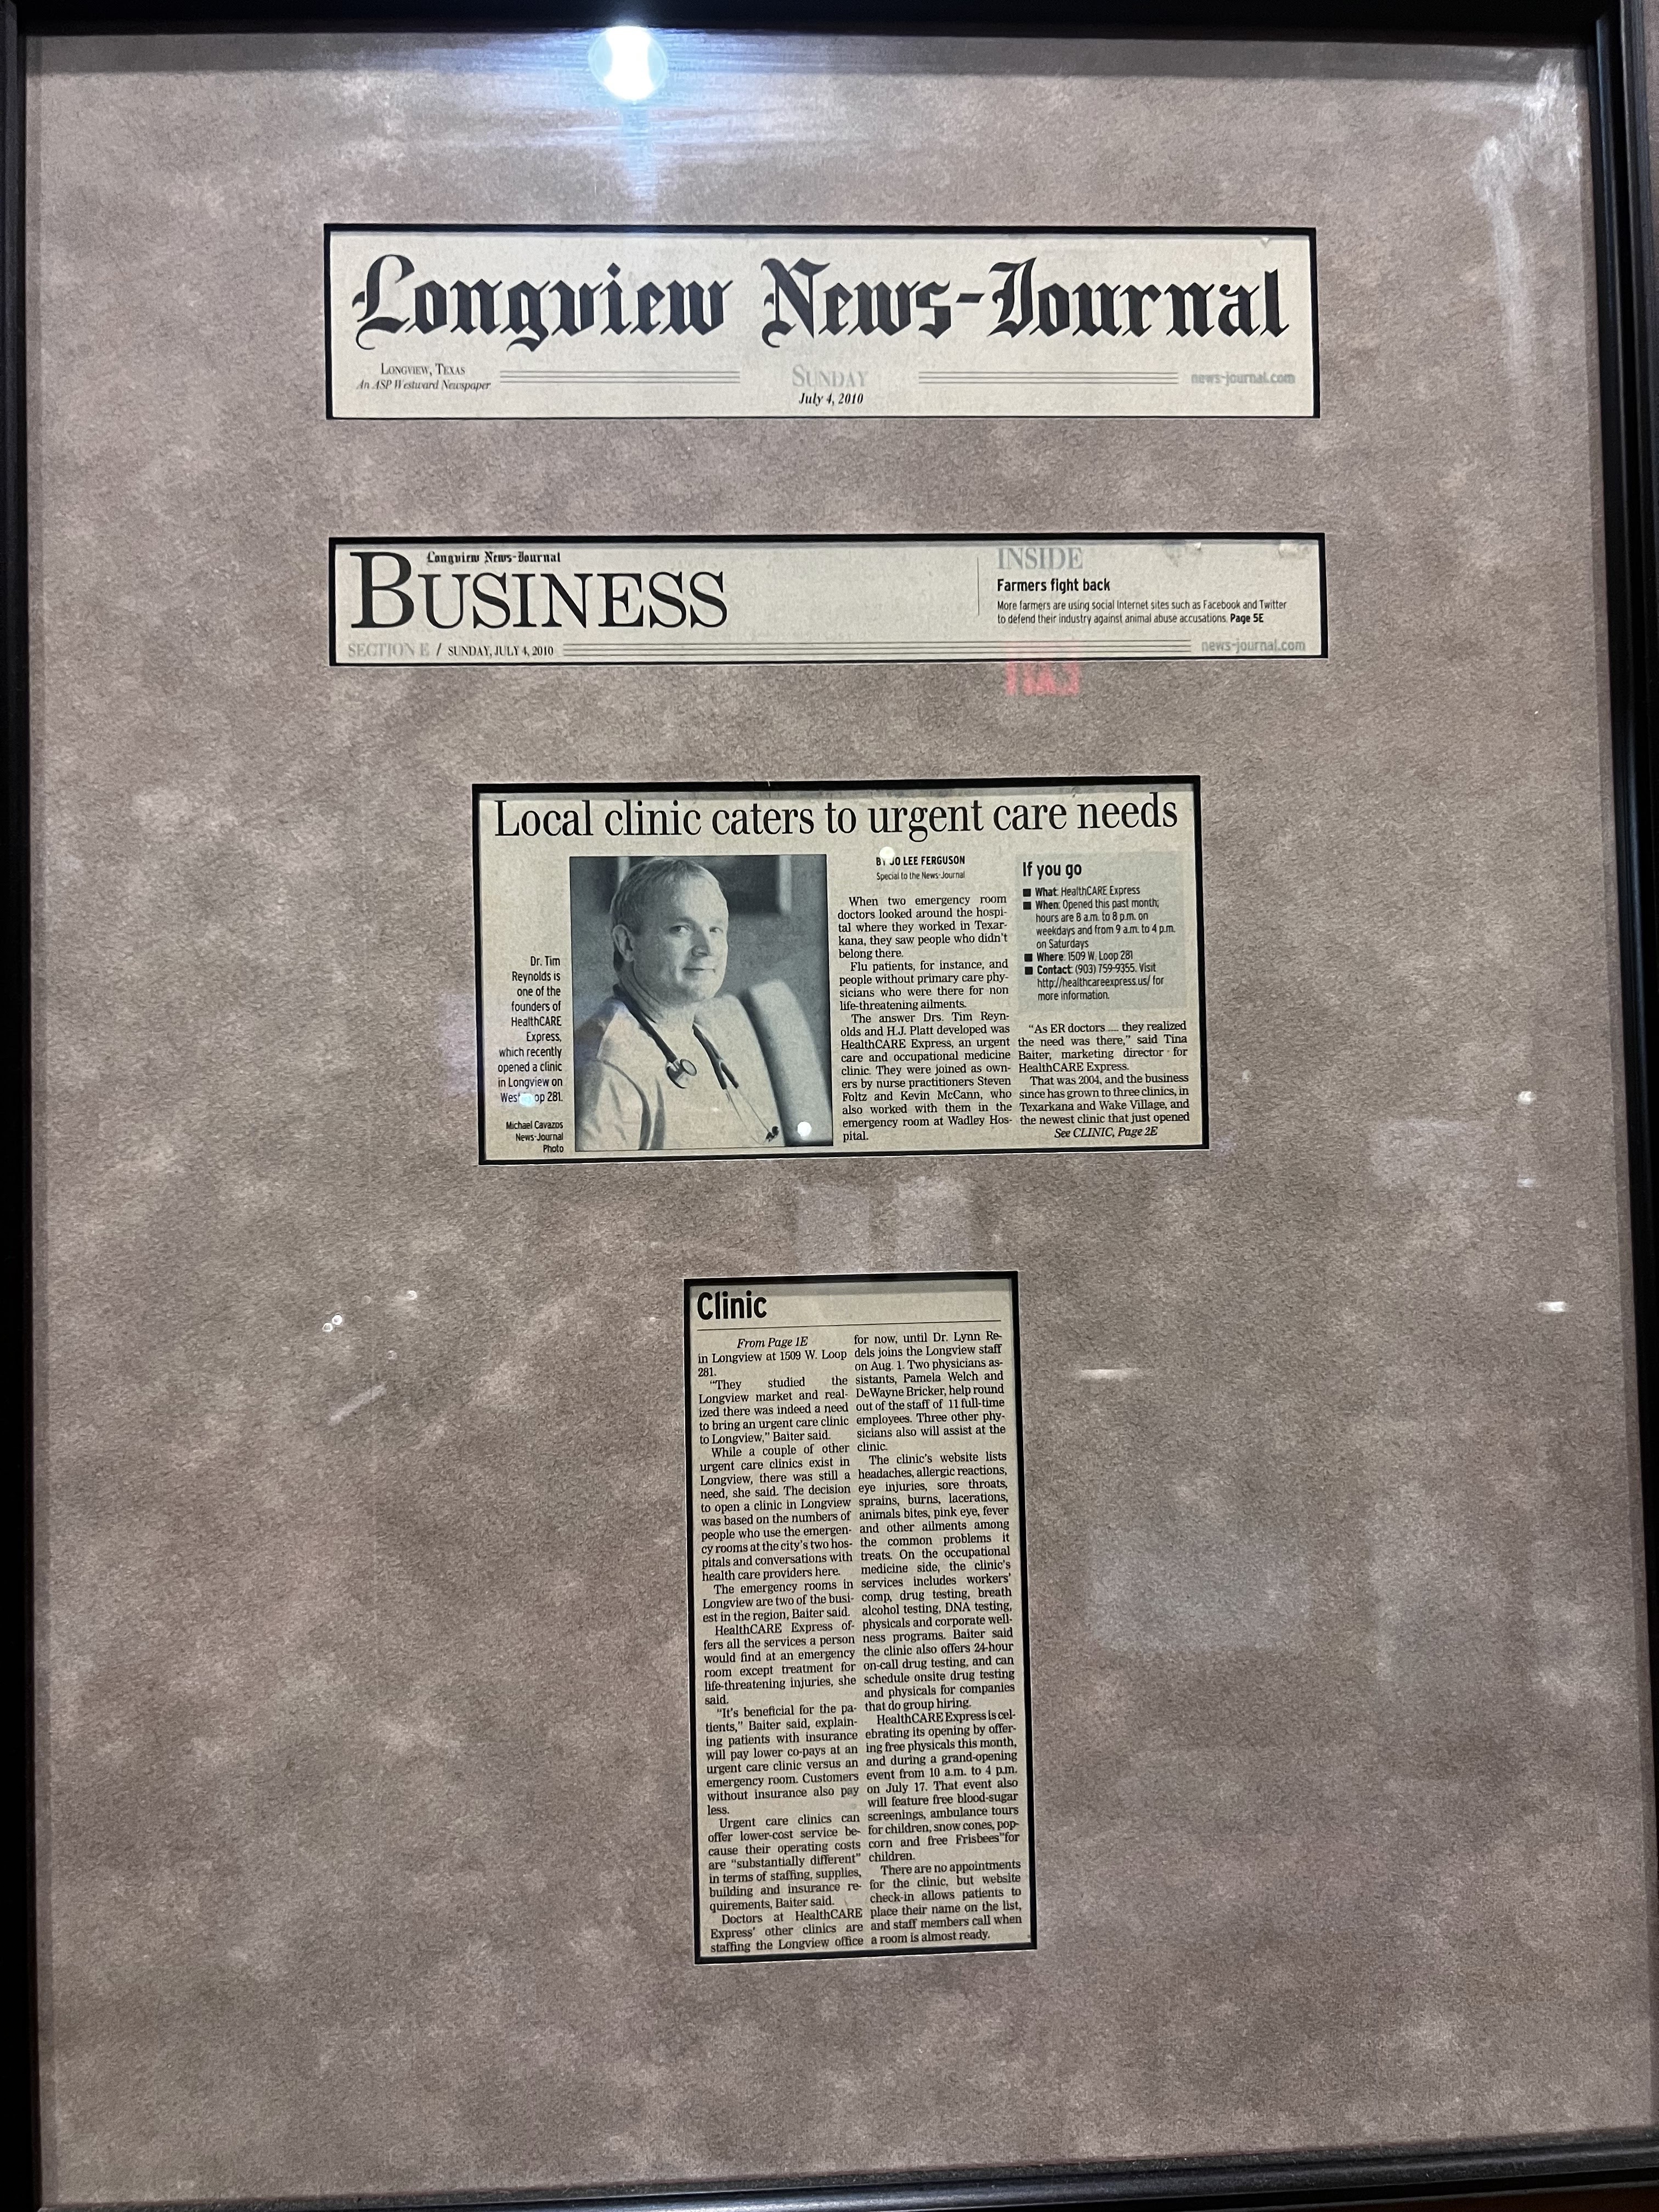 Longview News-Journal
LONGVIEW, TEXAS
An ASP Westward Newspaper
SUNDAY
July 4, 2010
news-journal.com
Longview News-Journal
BUSINESS
SECTION E / SUNDAY, JULY 4, 2010
INSIDE
Farmers fight back
More farmers are using social Internet sites such as Facebook and Twitter
to defend their industry against animal abuse accusations. Page 5E
news-journal.com
Local clinic caters to urgent care needs
Dr. Tim
Reynolds is
one of the
founders of
HealthCARE
Express,
which recently
opened a clinic
in Longview on
281.
Michael Cavazos
News-Journal
Photo
BY JO LEE FERGUSON
Special to the News-Journal
When two emergency room
doctors looked around the hospi-
tal where they worked in Texar-
kana, they saw people who didn't
belong there.
Flu patients, for instance, and
people without primary care phy-
sicians who were there for non
life-threatening ailments.
The answer Drs. Tim Reyn-
olds and H.J. Platt developed was
HealthCARE Express, an urgent
care and occupational medicine
clinic. They were joined as own-
ers by nurse practitioners Steven
Foltz and Kevin McCann, who
also worked with them in the
emergency room at Wadley Hos-
pital.
If you go
■ What: HealthCARE Express
■ When: Opened this past month;
hours are 8 a.m. to 8 p.m. on
weekdays and from 9 a.m. to 4 p.m.
on Saturdays
■ Where: 1509 W. Loop 281
■ Contact: (903) 759-9355. Visit
http://healthcareexpress.us/ for
more information.
"As ER doctors .... they realized
the need was there," said Tina
Baiter, marketing director for
HealthCARE Express.
That was 2004, and the business
since has grown to three clinics, in
Texarkana and Wake Village, and
the newest clinic that just opened
See CLINIC, Page 2E
Clinic
From Page 1E
in Longview at 1509 W. Loop
281.
"They studied the
Longview market and real-
ized there was indeed a need
to bring an urgent care clinic
to Longview," Baiter said.
While a couple of other
urgent care clinics exist in
Longview, there was still a
need, she said. The decision
to open a clinic in Longview
was based on the numbers of
people who use the emergen-
cy rooms at the city's two hos-
pitals and conversations with
health care providers here.
The emergency rooms in
Longview are two of the busi-
est in the region, Baiter said.
HealthCARE Express of-
fers all the services a person
would find at an emergency
room except treatment for
life-threatening injuries, she
said.
"It's beneficial for the pa-
tients," Baiter said, explain-
ing patients with insurance
will pay lower co-pays at an
urgent care clinic versus an
emergency room. Customers
without insurance also pay
less.
Urgent care clinics can
offer lower-cost service be-
cause their operating costs
are "substantially different"
in terms of staffing, supplies,
building and insurance re-
quirements, Baiter said.
Doctors at HealthCARE
Express' other clinics are
staffing the Longview office
for now, until Dr. Lynn Re-
dels joins the Longview staff
on Aug. 1. Two physicians as-
sistants, Pamela Welch and
DeWayne Bricker, help round
out of the staff of 11 full-time
employees. Three other phy-
sicians also will assist at the
clinic.
The clinic's website lists
headaches, allergic reactions,
eye injuries, sore throats,
sprains, burns, lacerations,
animals bites, pink eye, fever
and other ailments among
the common problems it
treats. On the occupational
medicine side, the clinic's
services includes workers'
comp, drug testing, breath
alcohol testing, DNA testing,
physicals and corporate well-
ness programs. Baiter said
the clinic also offers 24-hour
on-call drug testing, and can
schedule onsite drug testing
and physicals for companies
that do group hiring.
HealthCARE Express is cel-
ebrating its opening by offer-
ing free physicals this month,
and during a grand-opening
event from 10 a.m. to 4 p.m.
on July 17. That event also
will feature free blood-sugar
screenings, ambulance tours
for children, snow cones, pop-
corn and free Frisbees for
children.
There are no appointments
for the clinic, but website
check-in allows patients to
place their name on the list,
and staff members call when
a room is almost ready.